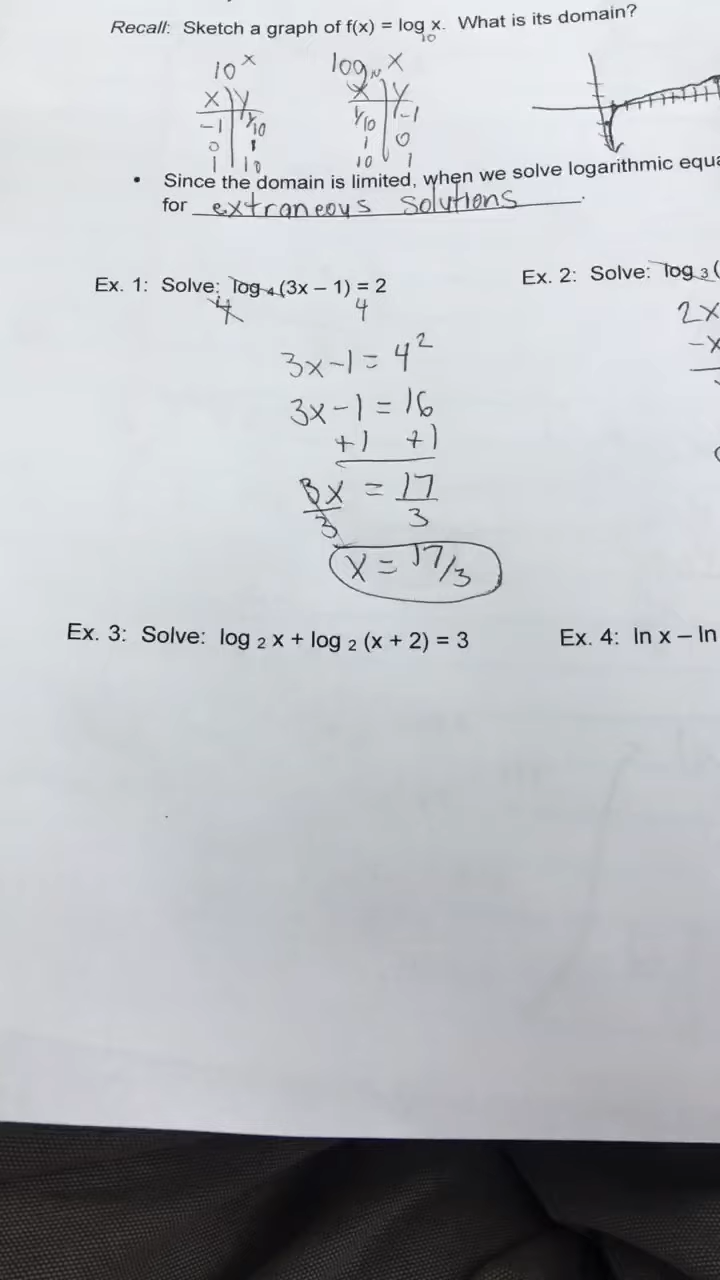 Recall: Sketch a graph of f(x) = log₁₀ x. What is its domain?
10^x
x | y
-1 | 1/10
0 | 1
1 | 10
log₁₀ x
x | y
1/10 | -1
1 | 0
10 | 1
• Since the domain is limited, when we solve logarithmic equa
for extraneous solutions.
Ex. 1: Solve: log ₄ (3x – 1) = 2
4 4
3x-1 = 4²
3x-1 = 16
+1 +1
3x = 17
3 3
x = 17/3
Ex. 2: Solve: log ₃ (
2x
-x
Ex. 3: Solve: log ₂ x + log ₂ (x + 2) = 3
Ex. 4: ln x – ln